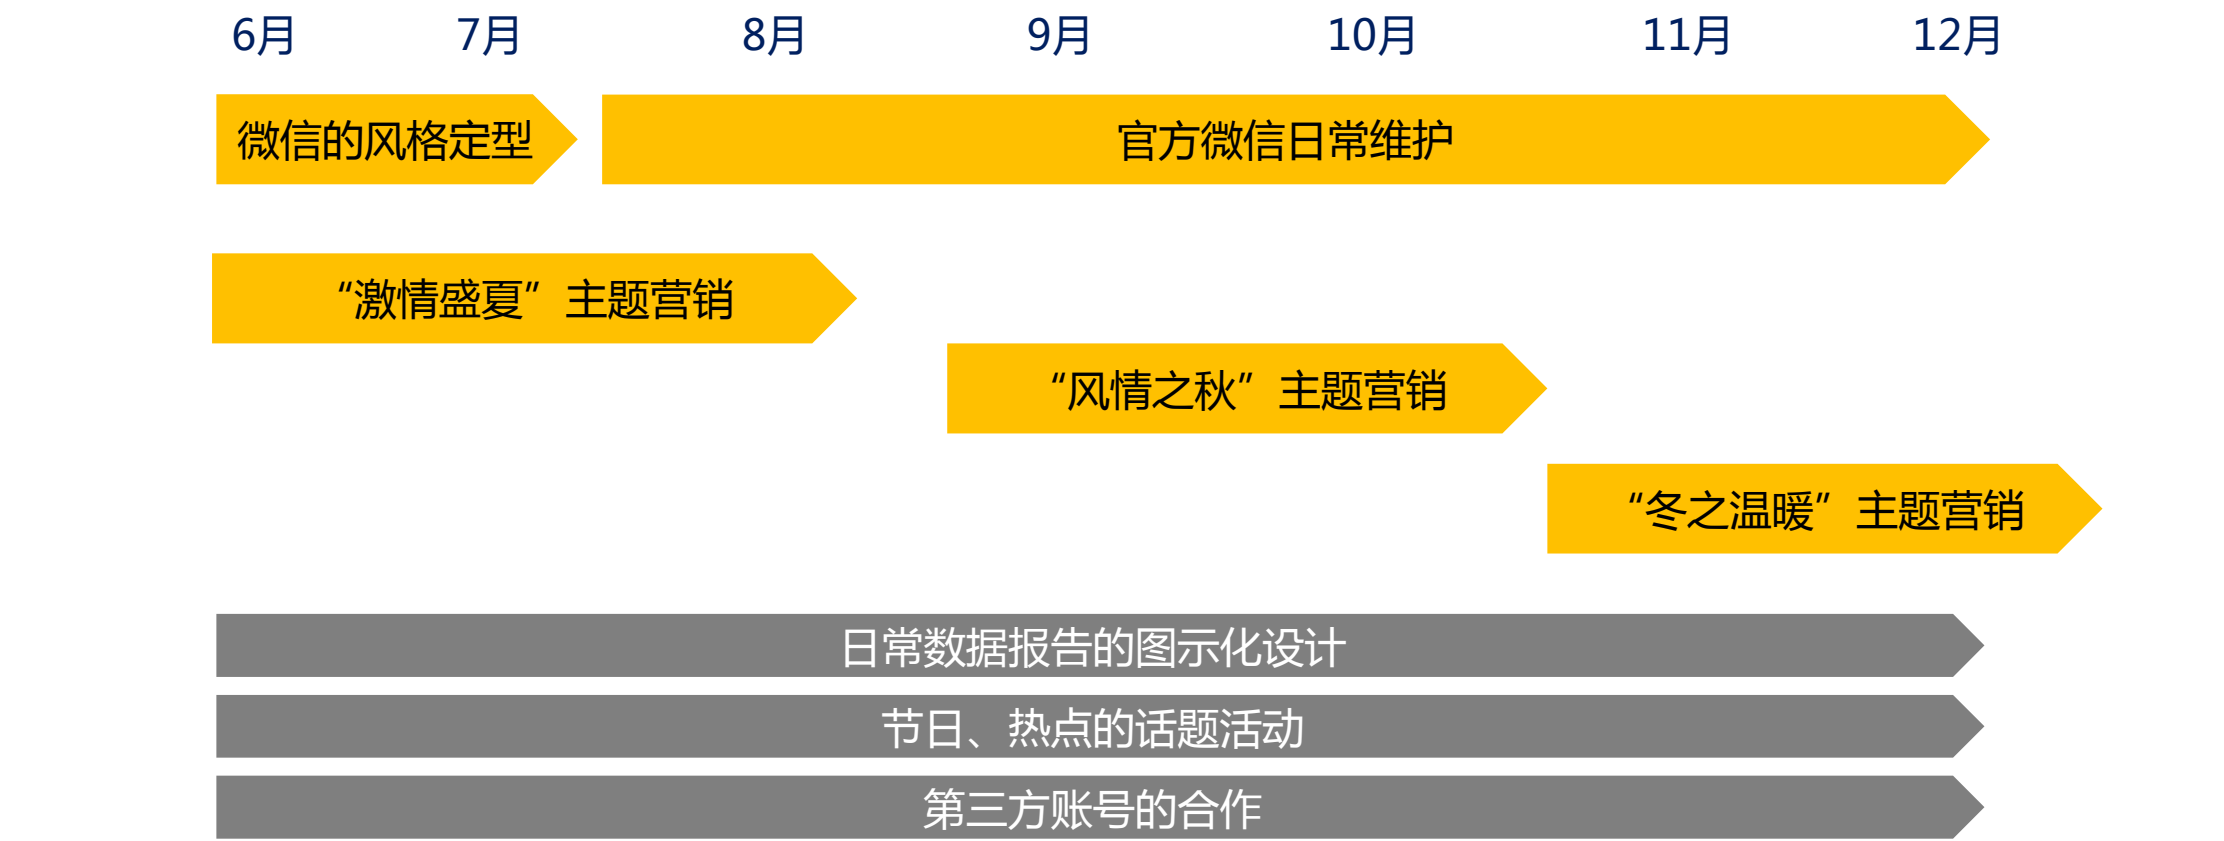 6月 7月 8月 9月 10月 11月 12月
微信的风格定型 官方微信日常维护
“激情盛夏”主题营销
“风情之秋”主题营销
“冬之温暖”主题营销
日常数据报告的图示化设计
节日、热点的话题活动
第三方账号的合作